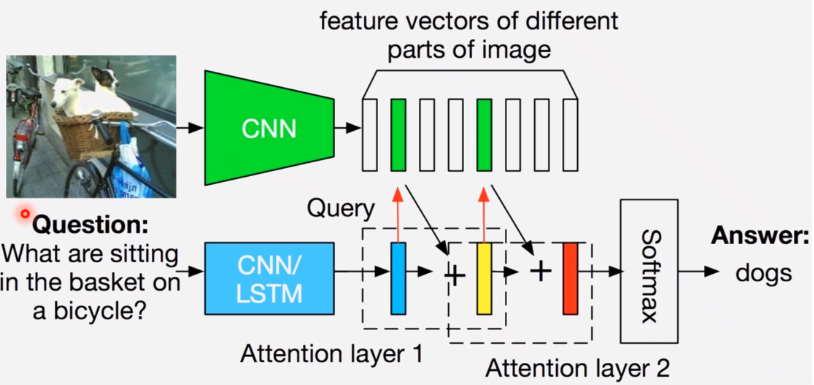 feature vectors of different
parts of image
CNN
Query
Question:
What are sitting
in the basket on
a bicycle?
CNN/
LSTM
+
+
Softmax
Answer:
dogs
Attention layer 1
Attention layer 2